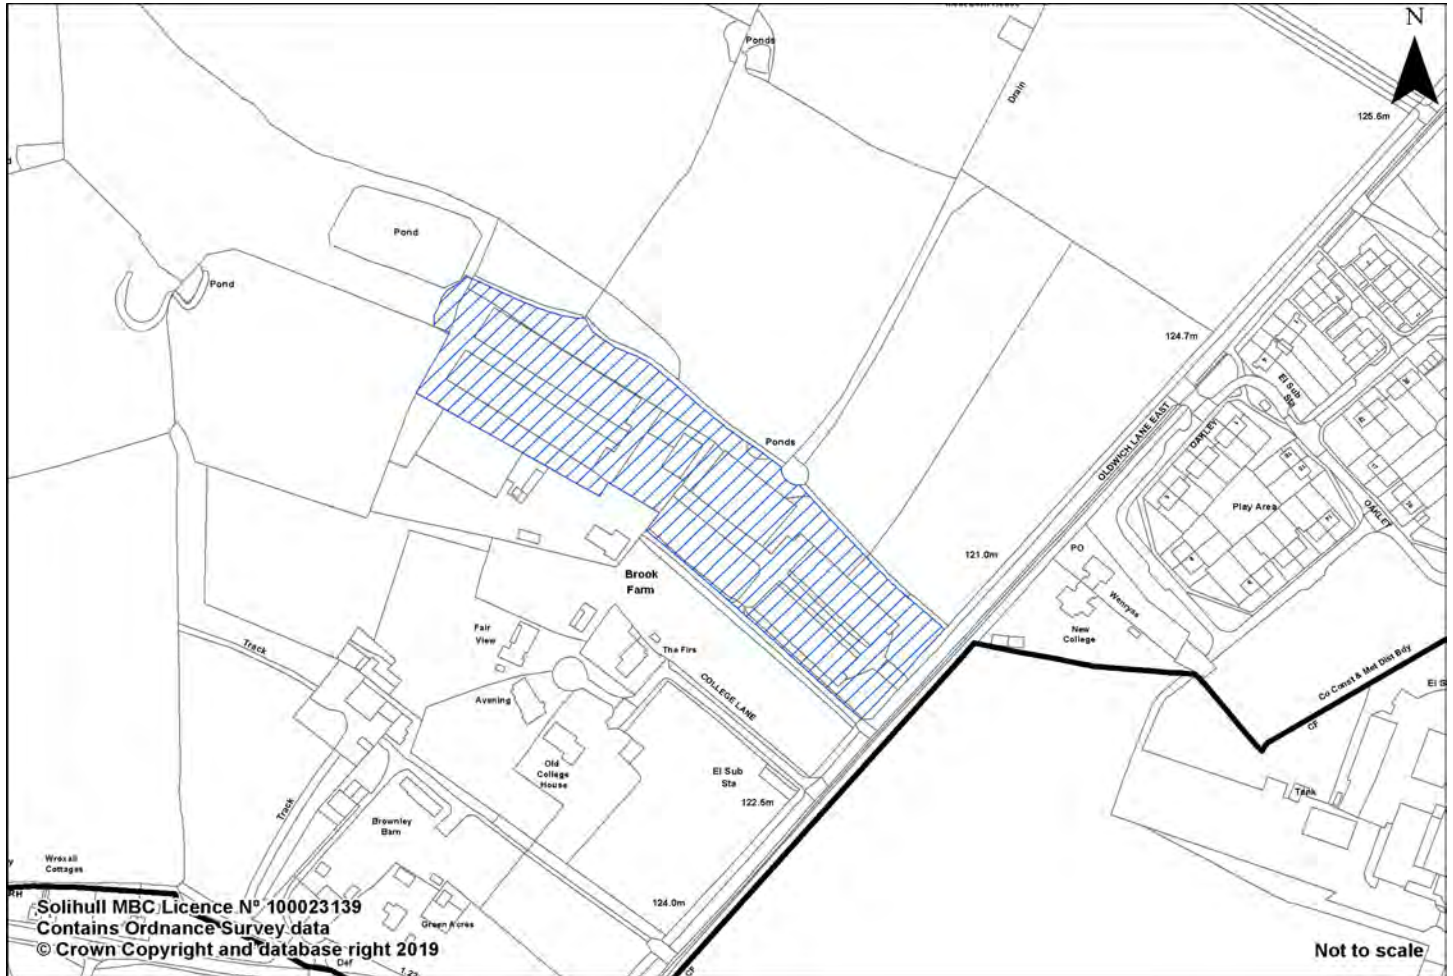 N
Ponds
Drain
125.6m
Pond
Pond
124.7m
El Sub
Sta
OLDWICH LANE EAST
OAKLEY
Ponds
Play Area
OAKLEY
121.0m
PO
Wenryss
New
College
Brook
Farm
Fair
View
The Firs
Track
COLLEGE LANE
Avening
Co Const & Met Dist Bdy
CF
Old
College
House
El Sub
Sta
122.5m
Tank
Track
Brownley
Barn
Wroxall
Cottages
RH
124.0m
Green Acres
Def
CF
Solihull MBC Licence Nº 100023139
Contains Ordnance Survey data
© Crown Copyright and database right 2019
Not to scale